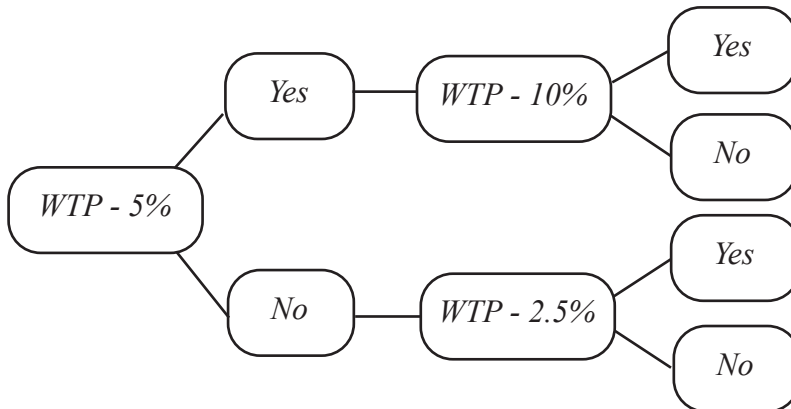 Yes
Yes
WTP - 10%
No
WTP - 5%
Yes
No
WTP - 2.5%
No